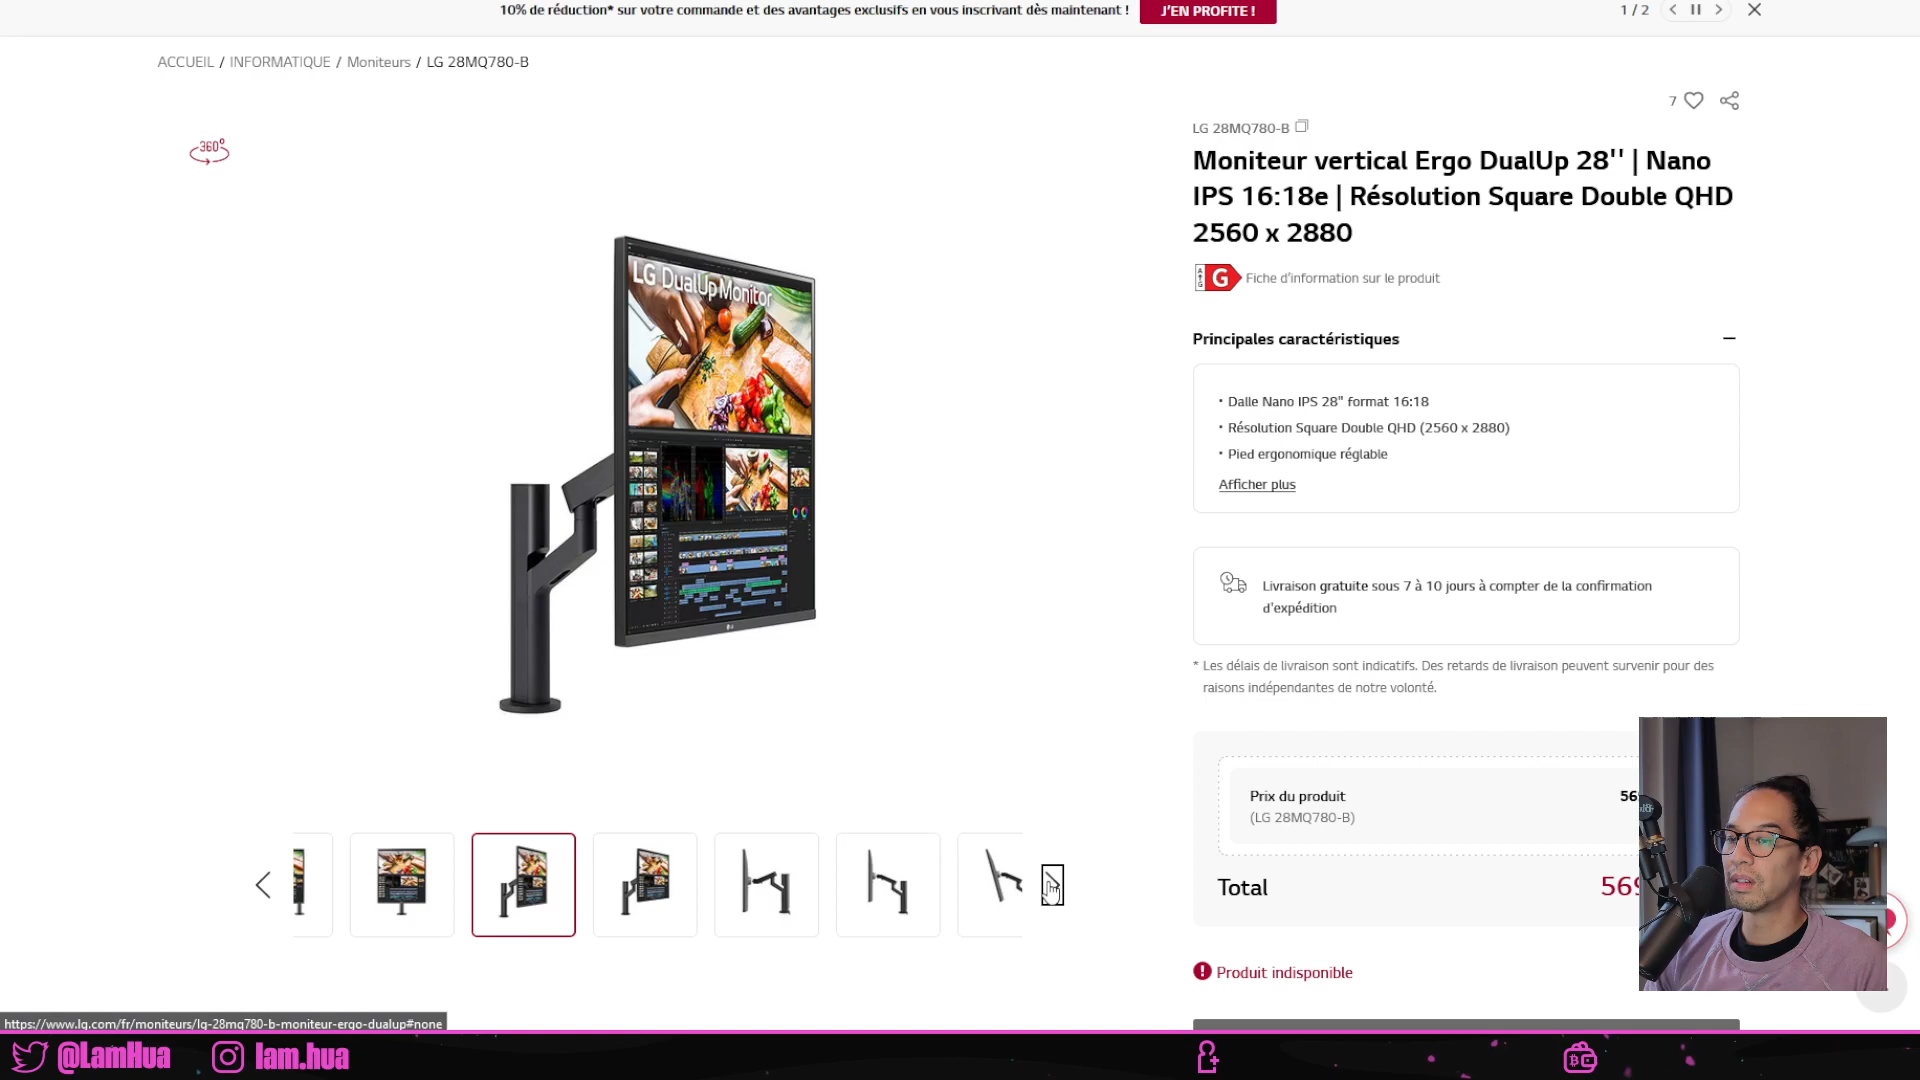 10% de réduction* sur votre commande et des avantages exclusifs en vous inscrivant dès maintenant !
J'EN PROFITE !
1 / 2
ACCUEIL / INFORMATIQUE / Moniteurs / LG 28MQ780-B
360°
7
LG 28MQ780-B
Moniteur vertical Ergo DualUp 28'' | Nano
IPS 16:18e | Résolution Square Double QHD
2560 x 2880
G
Fiche d'information sur le produit
Principales caractéristiques
• Dalle Nano IPS 28" format 16:18
• Résolution Square Double QHD (2560 x 2880)
• Pied ergonomique réglable
Afficher plus
LG DualUp Monitor
Livraison gratuite sous 7 à 10 jours à compter de la confirmation
d'expédition
* Les délais de livraison sont indicatifs. Des retards de livraison peuvent survenir pour des
raisons indépendantes de notre volonté.
Prix du produit
56
(LG 28MQ780-B)
Total
569
Produit indisponible
https://www.lg.com/fr/moniteurs/lg-28mq780-b-moniteur-ergo-dualup#none
@LamHua
lam.hua